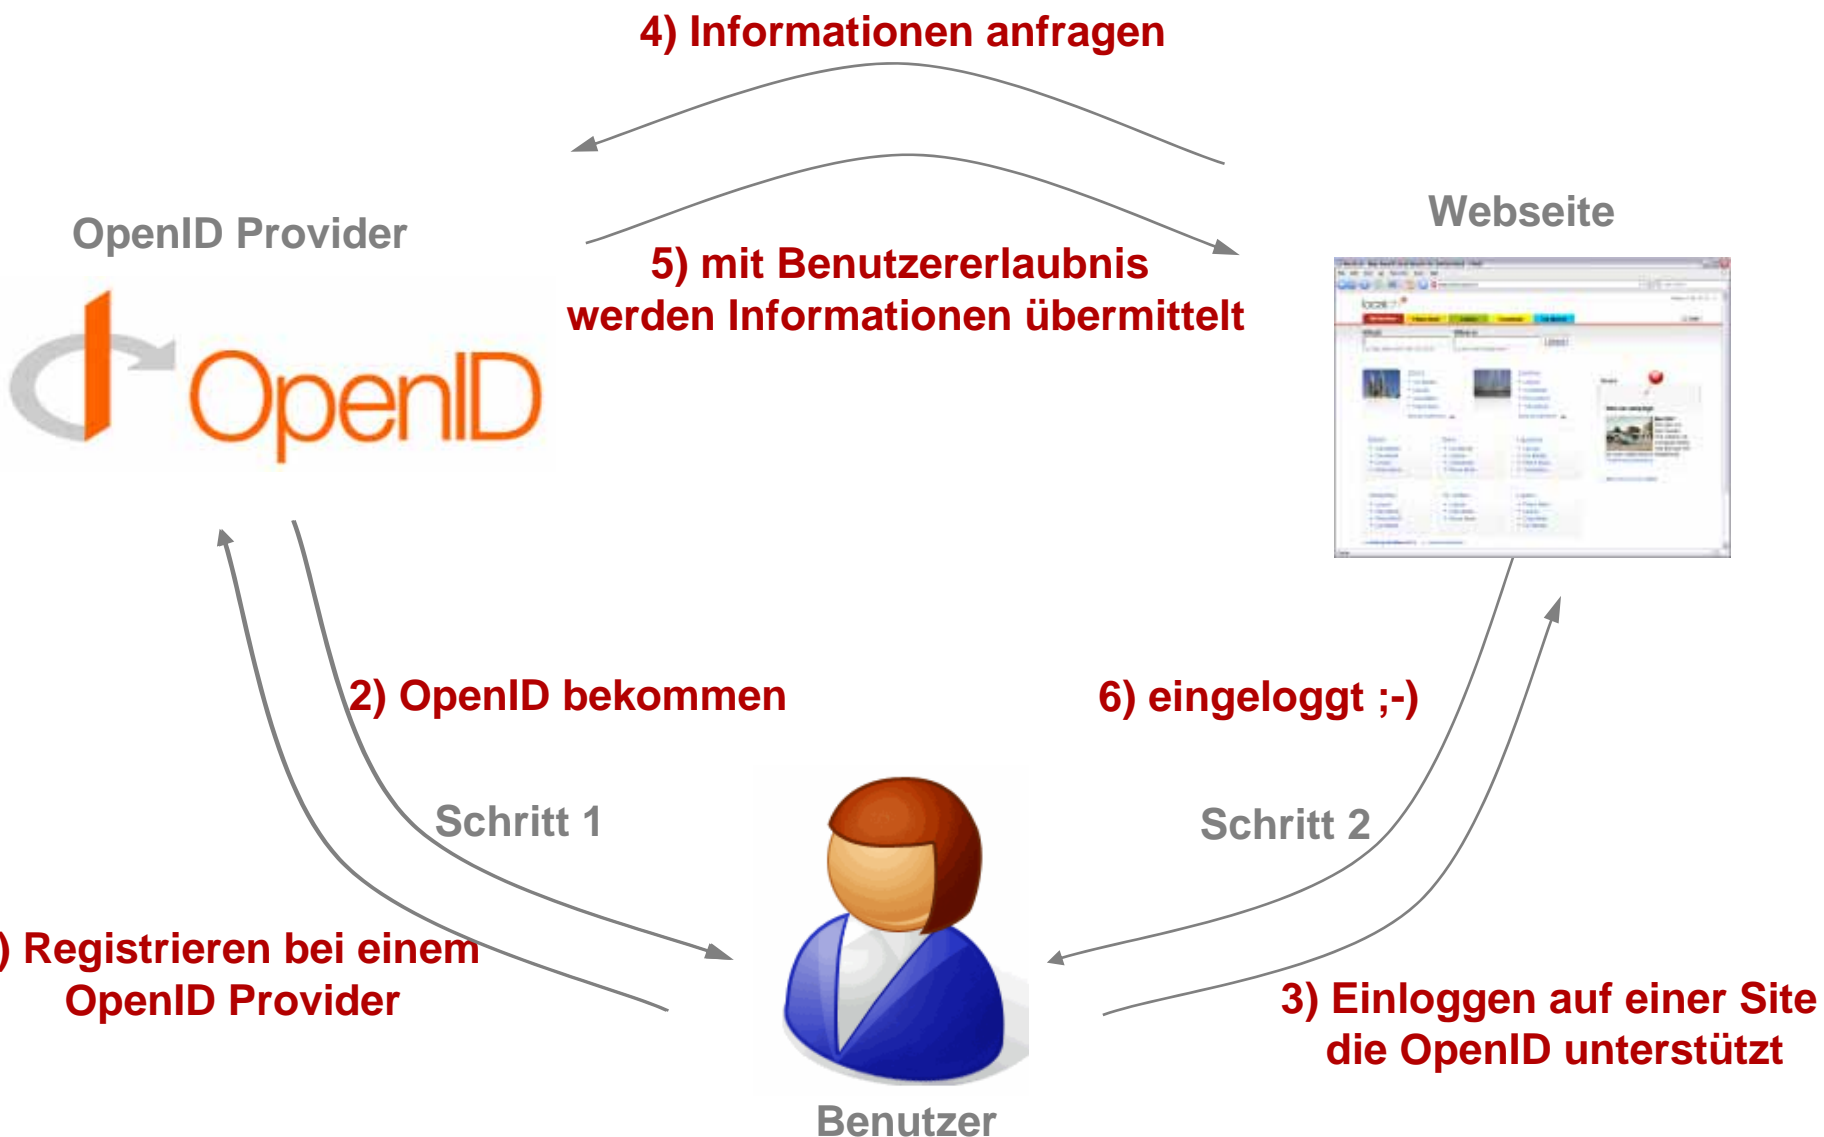 4) Informationen anfragen
OpenID Provider
Webseite
5) mit Benutzererlaubnis
werden Informationen übermittelt
OpenID
local
2) OpenID bekommen
6) eingeloggt ;-)
Schritt 1
Schritt 2
) Registrieren bei einem
OpenID Provider
3) Einloggen auf einer Site
die OpenID unterstützt
Benutzer